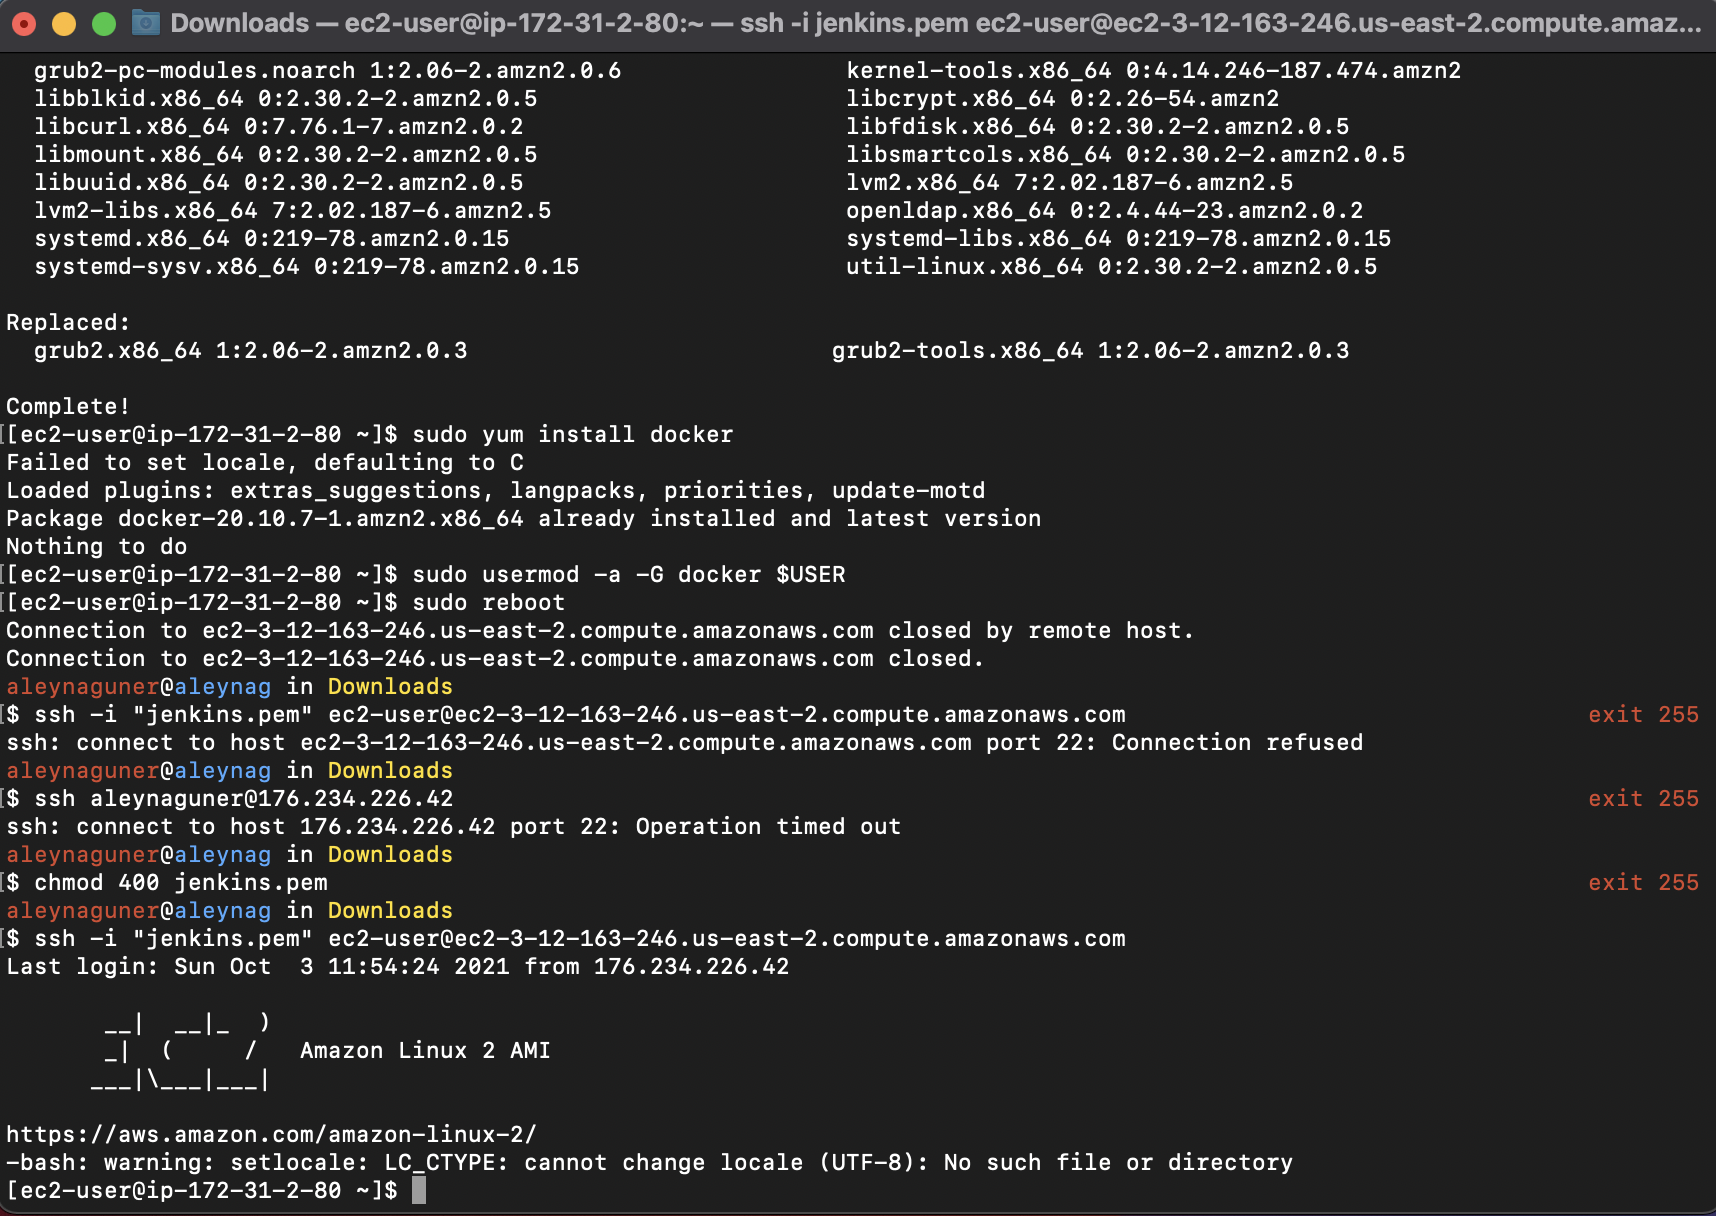 Downloads — ec2-user@ip-172-31-2-80:~ — ssh -i jenkins.pem ec2-user@ec2-3-12-163-246.us-east-2.compute.amaz...
  grub2-pc-modules.noarch 1:2.06-2.amzn2.0.6                kernel-tools.x86_64 0:4.14.246-187.474.amzn2
  libblkid.x86_64 0:2.30.2-2.amzn2.0.5                      libcrypt.x86_64 0:2.26-54.amzn2
  libcurl.x86_64 0:7.76.1-7.amzn2.0.2                       libfdisk.x86_64 0:2.30.2-2.amzn2.0.5
  libmount.x86_64 0:2.30.2-2.amzn2.0.5                      libsmartcols.x86_64 0:2.30.2-2.amzn2.0.5
  libuuid.x86_64 0:2.30.2-2.amzn2.0.5                       lvm2.x86_64 7:2.02.187-6.amzn2.5
  lvm2-libs.x86_64 7:2.02.187-6.amzn2.5                     openldap.x86_64 0:2.4.44-23.amzn2.0.2
  systemd.x86_64 0:219-78.amzn2.0.15                        systemd-libs.x86_64 0:219-78.amzn2.0.15
  systemd-sysv.x86_64 0:219-78.amzn2.0.15                   util-linux.x86_64 0:2.30.2-2.amzn2.0.5
Replaced:
  grub2.x86_64 1:2.06-2.amzn2.0.3                          grub2-tools.x86_64 1:2.06-2.amzn2.0.3
Complete!
[[ec2-user@ip-172-31-2-80 ~]$ sudo yum install docker
Failed to set locale, defaulting to C
Loaded plugins: extras_suggestions, langpacks, priorities, update-motd
Package docker-20.10.7-1.amzn2.x86_64 already installed and latest version
Nothing to do
[[ec2-user@ip-172-31-2-80 ~]$ sudo usermod -a -G docker $USER
[[ec2-user@ip-172-31-2-80 ~]$ sudo reboot
Connection to ec2-3-12-163-246.us-east-2.compute.amazonaws.com closed by remote host.
Connection to ec2-3-12-163-246.us-east-2.compute.amazonaws.com closed.
aleynaguner@aleynag in Downloads
[$ ssh -i "jenkins.pem" ec2-user@ec2-3-12-163-246.us-east-2.compute.amazonaws.com exit 255
ssh: connect to host ec2-3-12-163-246.us-east-2.compute.amazonaws.com port 22: Connection refused
aleynaguner@aleynag in Downloads
[$ ssh aleynaguner@176.234.226.42 exit 255
ssh: connect to host 176.234.226.42 port 22: Operation timed out
aleynaguner@aleynag in Downloads
[$ chmod 400 jenkins.pem exit 255
aleynaguner@aleynag in Downloads
[$ ssh -i "jenkins.pem" ec2-user@ec2-3-12-163-246.us-east-2.compute.amazonaws.com
Last login: Sun Oct  3 11:54:24 2021 from 176.234.226.42
       __|  __|_  )
       _|  (     /   Amazon Linux 2 AMI
      ___|\___|___|
https://aws.amazon.com/amazon-linux-2/
-bash: warning: setlocale: LC_CTYPE: cannot change locale (UTF-8): No such file or directory
[ec2-user@ip-172-31-2-80 ~]$